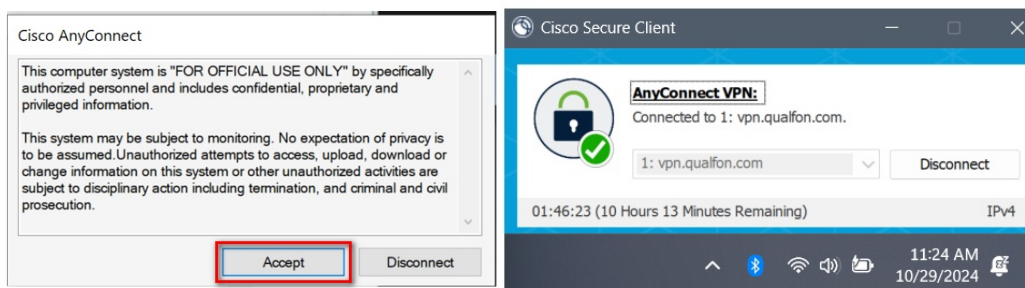 Cisco AnyConnect
This computer system is "FOR OFFICIAL USE ONLY" by specifically
authorized personnel and includes confidential, proprietary and
privileged information.
This system may be subject to monitoring. No expectation of privacy is
to be assumed.Unauthorized attempts to access, upload, download or
change information on this system or other unauthorized activities are
subject to disciplinary action including termination, and criminal and civil
prosecution.
Accept
Disconnect
Cisco Secure Client
AnyConnect VPN:
Connected to 1: vpn.qualfon.com.
1: vpn.qualfon.com
Disconnect
01:46:23 (10 Hours 13 Minutes Remaining)
IPv4
11:24 AM
10/29/2024